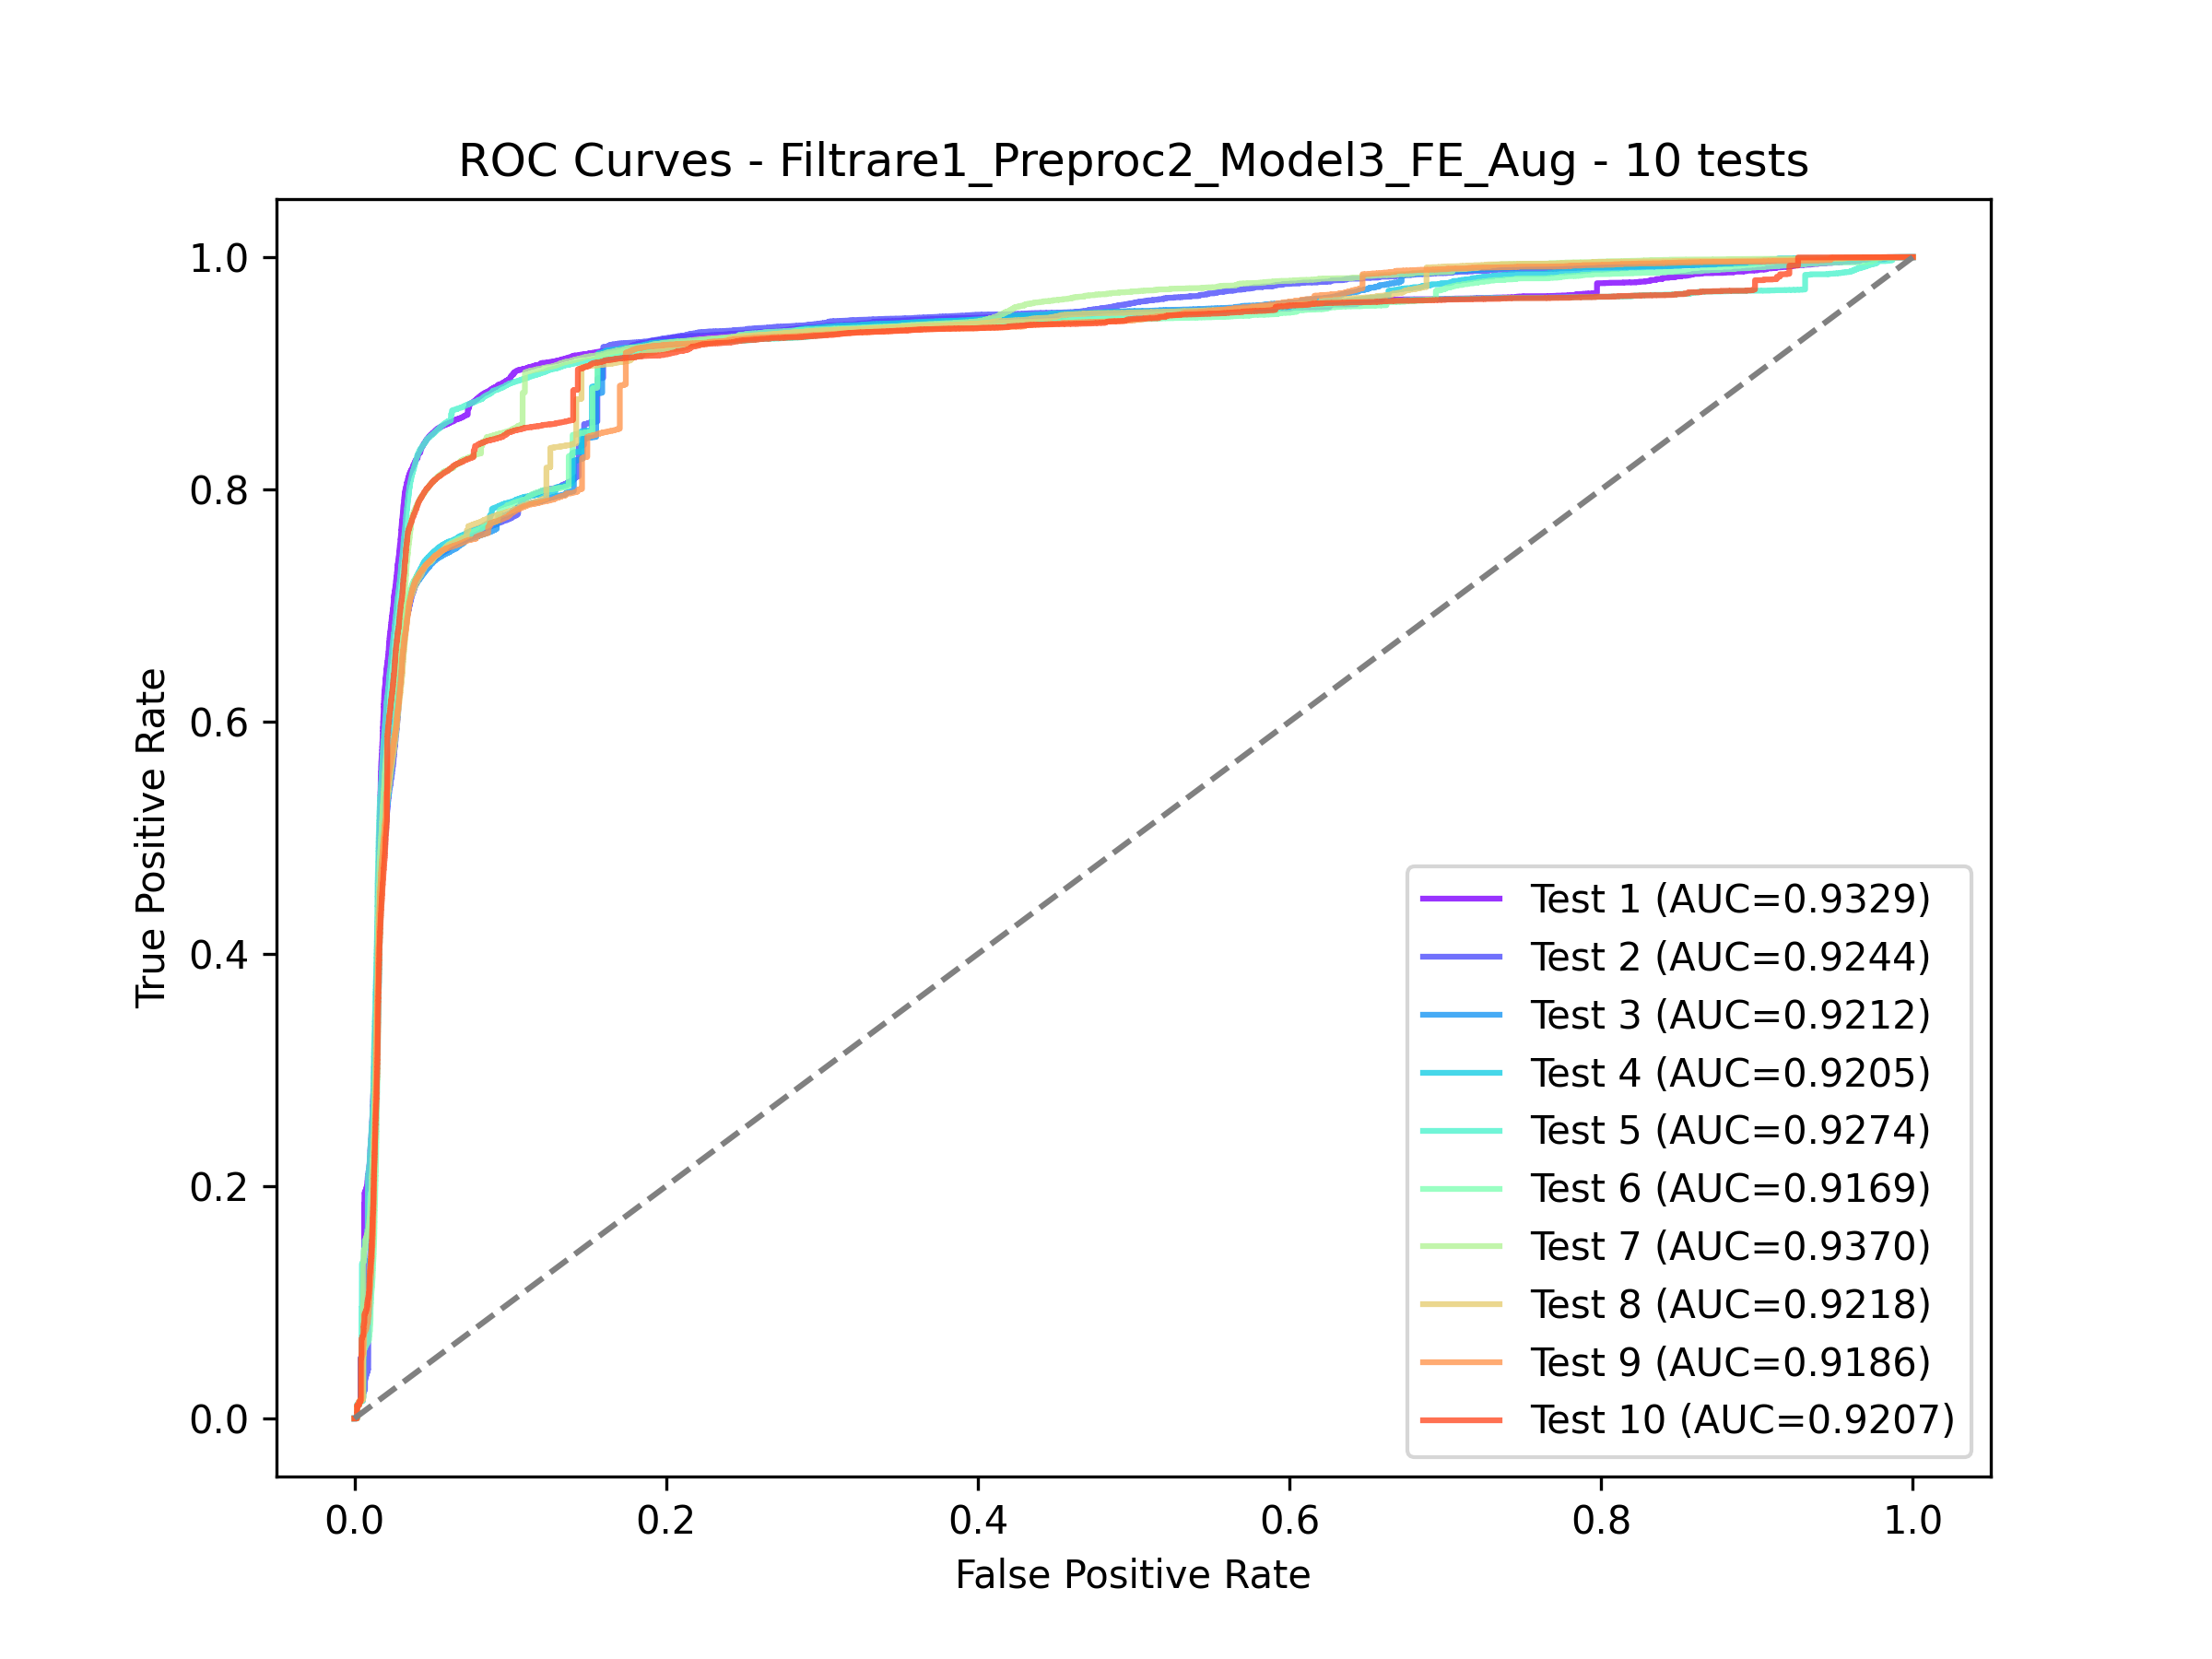 ROC Curves - Filtrare1_Preproc2_Model3_FE_Aug - 10 tests
1.0
0.8
0.6
0.4
0.2
0.0
True Positive Rate
Test 1 (AUC=0.9329)
Test 2 (AUC=0.9244)
Test 3 (AUC=0.9212)
Test 4 (AUC=0.9205)
Test 5 (AUC=0.9274)
Test 6 (AUC=0.9169)
Test 7 (AUC=0.9370)
Test 8 (AUC=0.9218)
Test 9 (AUC=0.9186)
Test 10 (AUC=0.9207)
0.0 0.2 0.4 0.6 0.8 1.0
False Positive Rate